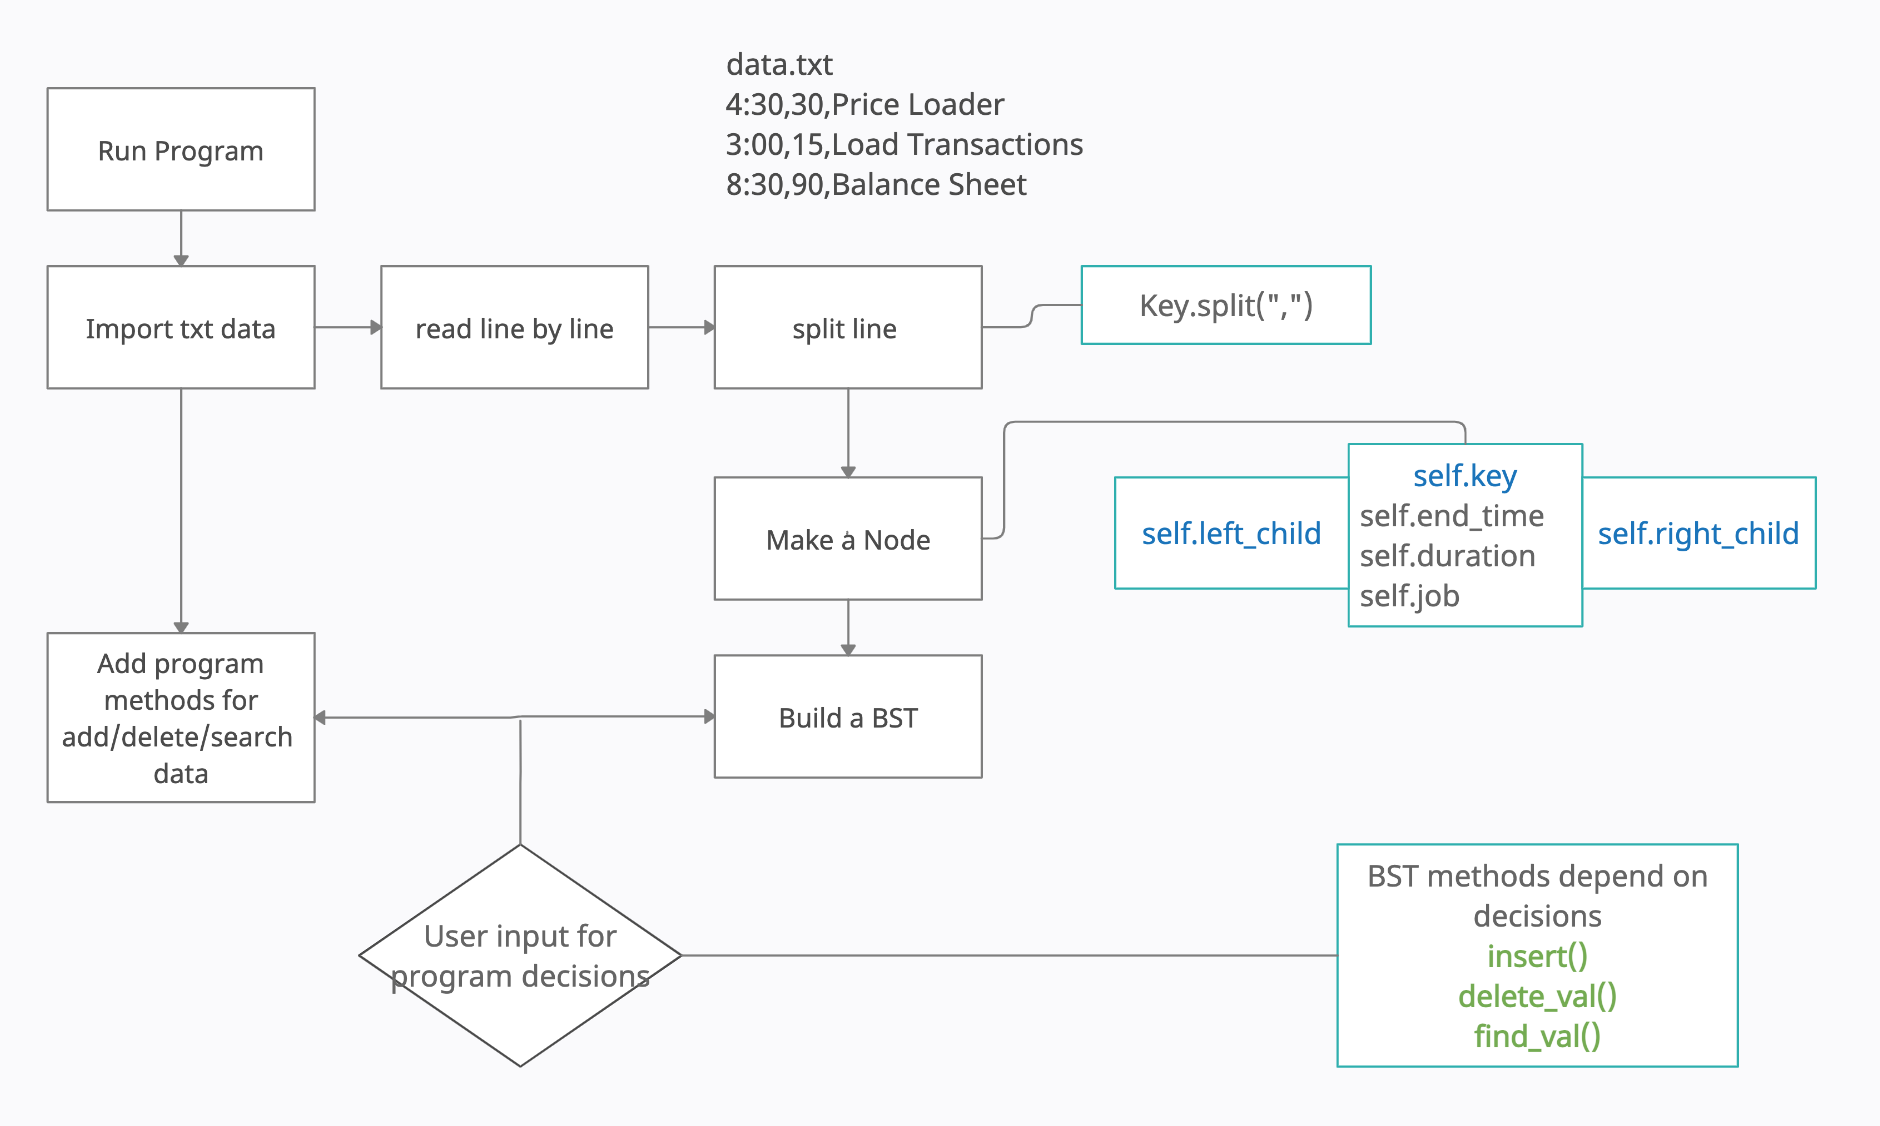 data.txt
4:30,30,Price Loader
3:00,15,Load Transactions
8:30,90,Balance Sheet
Run Program
Import txt data
read line by line
split line
Key.split(",")
Make a Node
self.left_child
self.key
self.end_time
self.duration
self.job
self.right_child
Add program
methods for
add/delete/search
data
Build a BST
User input for
program decisions
BST methods depend on
decisions
insert()
delete_val()
find_val()